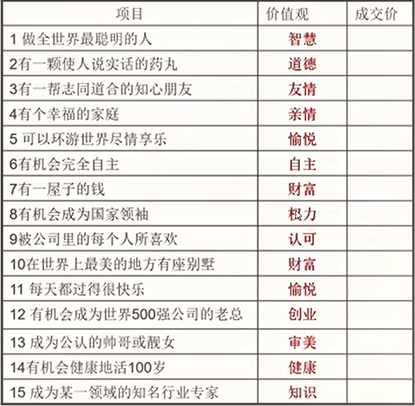 项目 价值观 成交价
1 做全世界最聪明的人 智慧
2有一颗使人说实话的药丸 道德
3有一帮志同道合的知心朋友 友情
4有个幸福的家庭 亲情
5 可以环游世界尽情享乐 愉悦
6有机会完全自主 自主
7有一屋子的钱 财富
8有机会成为国家领袖 权力
9被公司里的每个人所喜欢 认可
10在世界上最美的地方有座别墅 财富
11 每天都过得很快乐 愉悦
12 有机会成为世界500强公司的老总 创业
13 成为公认的帅哥或靓女 审美
14有机会健康地活100岁 健康
15 成为某一领域的知名行业专家 知识